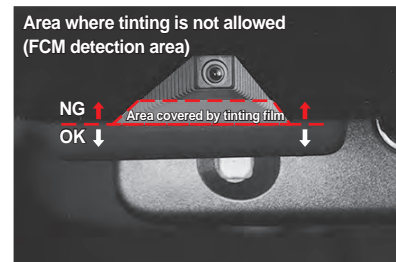 Area where tinting is not allowed
(FCM detection area)
NG
Area covered by tinting film
OK